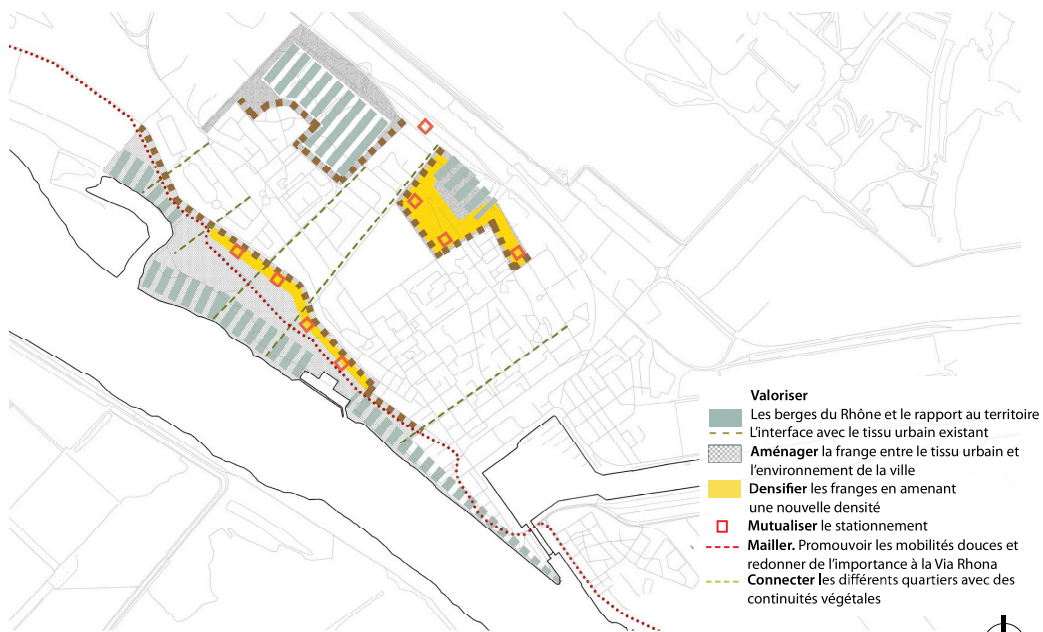 Valoriser
Les berges du Rhône et le rapport au territoire
L'interface avec le tissu urbain existant
Aménager la frange entre le tissu urbain et
l'environnement de la ville
Densifier les franges en amenant
une nouvelle densité
Mutualiser le stationnement
Mailler. Promouvoir les mobilités douces et
redonner de l'importance à la Via Rhona
Connecter les différents quartiers avec des
continuités végétales